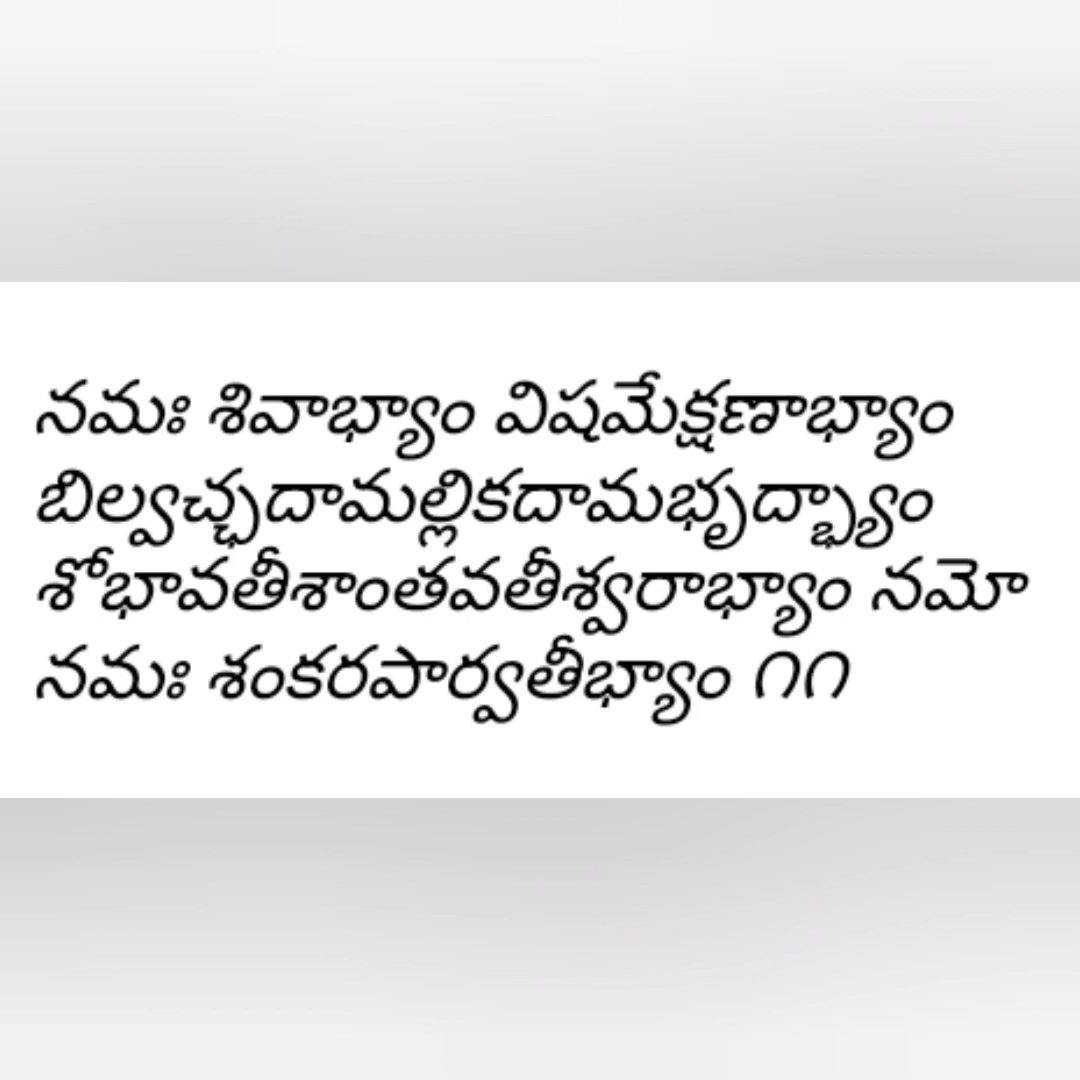 నమః శివాభ్యాం విషమేక్షణాభ్యాం
బిల్వచ్ఛదామల్లికదామభృద్భ్యాం
శోభావతీశాంతవతీశ్వరాభ్యాం నమో
నమః శంకరపార్వతీభ్యాం ౧౧